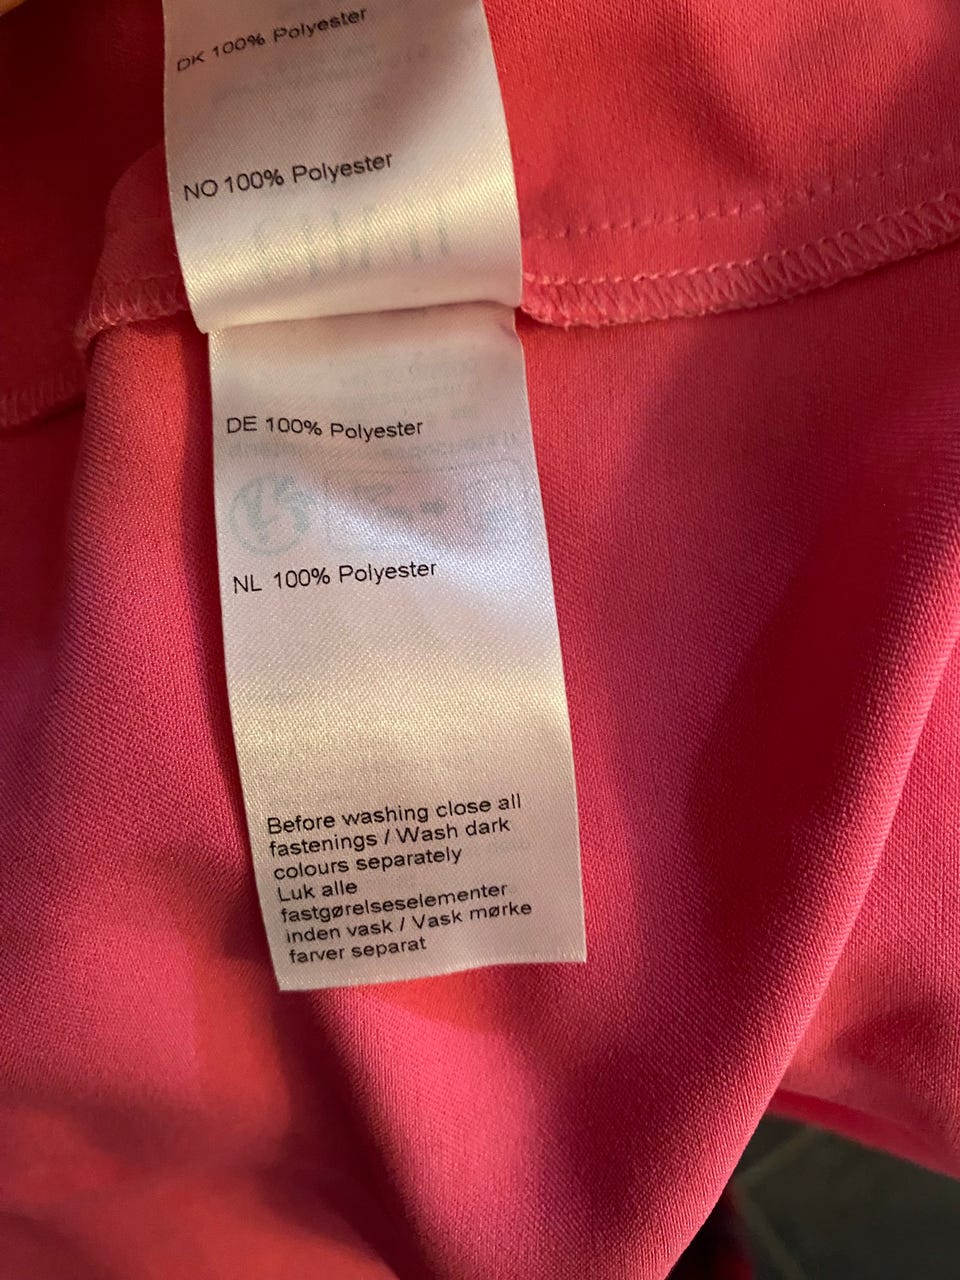 DK 100% Polyester
NO 100% Polyester
DE 100% Polyester
NL 100% Polyester
Before washing close all
fastenings / Wash dark
colours separately
Luk alle
fastgørelseselementer
inden vask / Vask mørke
farver separat